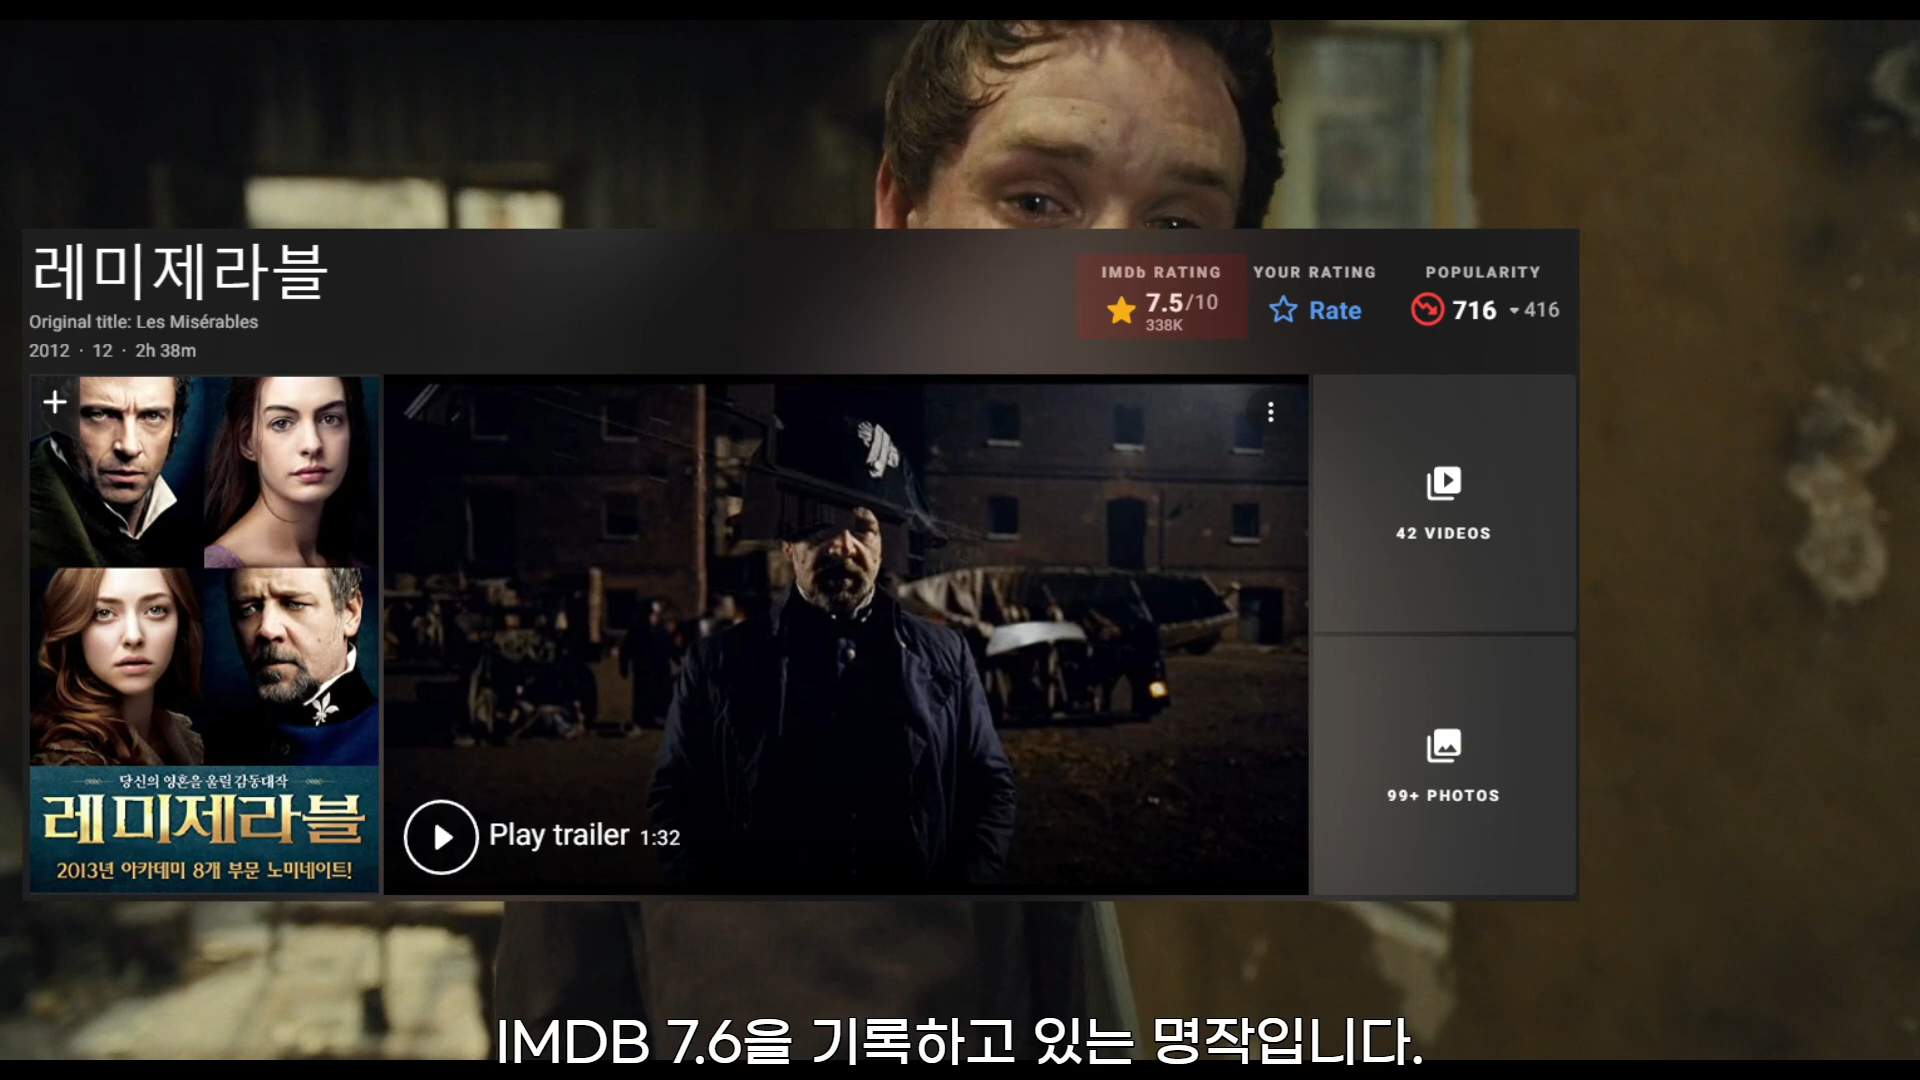 레미제라블
Original title: Les Misérables
2012 · 12 · 2h 38m
IMDb RATING
7.5/10
338K
YOUR RATING
Rate
POPULARITY
716 416
당신의 영혼을 울릴 감동대작
레미제라블
2013년 아카데미 8개 부문 노미네이트!
Play trailer 1:32
42 VIDEOS
99+ PHOTOS
IMDB 7.6을 기록하고 있는 명작입니다.